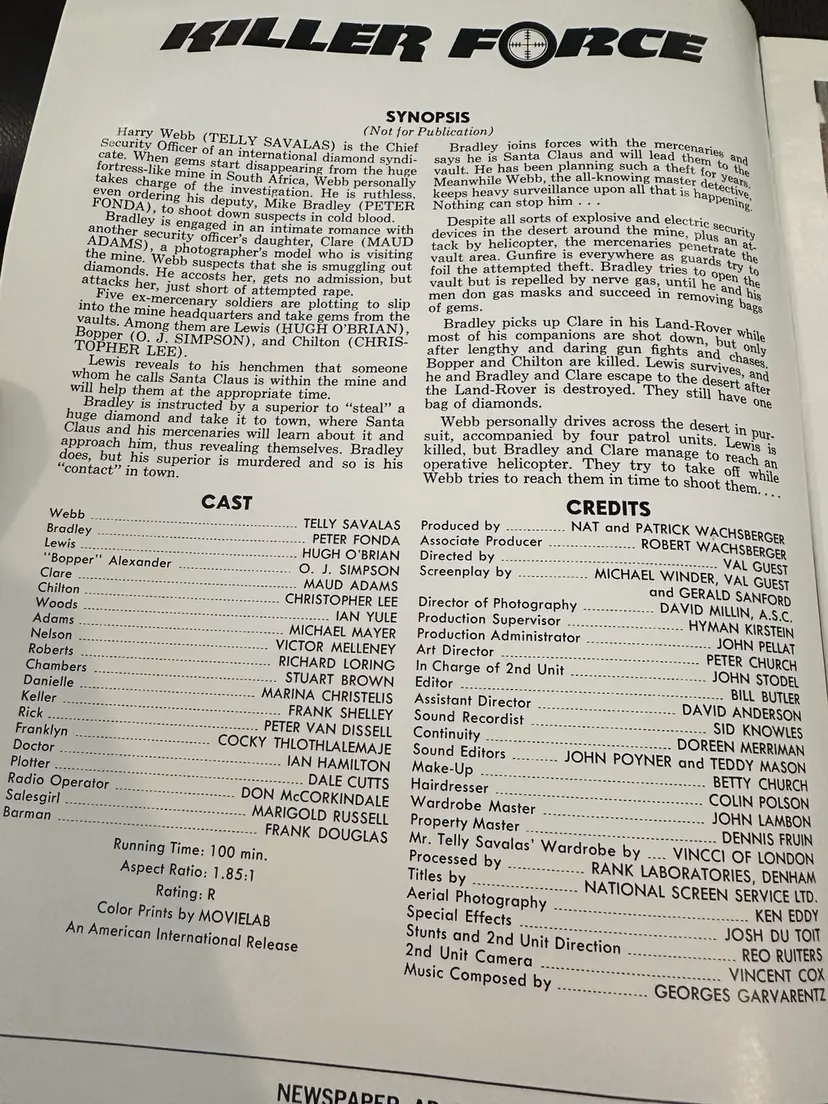 KILLER FORCE
SYNOPSIS
(Not for Publication)
Harry Webb (TELLY SAVALAS) is the Chief
Security Officer of an international diamond syndi-
cate. When gems start disappearing from the huge
fortress-like mine in South Africa, Webb personally
takes charge of the investigation. He is ruthless,
even ordering his deputy, Mike Bradley (PETER
FONDA), to shoot down suspects in cold blood.
Bradley is engaged in an intimate romance with
another security officer's daughter, Clare (MAUD
ADAMS), a photographer's model who is visiting
the mine. Webb suspects that she is smuggling out
diamonds. He accosts her, gets no admission, but
attacks her, just short of attempted rape.
Five ex-mercenary soldiers are plotting to slip
into the mine headquarters and take gems from the
vaults. Among them are Lewis (HUGH O'BRIAN),
Bopper (O. J. SIMPSON), and Chilton (CHRIS-
TOPHER LEE).
Lewis reveals to his henchmen that someone
whom he calls Santa Claus is within the mine and
will help them at the appropriate time.
Bradley is instructed by a superior to "steal" a
huge diamond and take it to town, where Santa
Claus and his mercenaries will learn about it and
approach him, thus revealing themselves. Bradley
does, but his superior is murdered and so is his
"contact" in town.
Bradley joins forces with the mercenaries and
says he is Santa Claus and will lead them to the
vault. He has been planning such a theft for years.
Meanwhile Webb, the all-knowing master detective,
keeps heavy surveillance upon all that is happening.
Nothing can stop him . . .
Despite all sorts of explosive and electric security
devices in the desert around the mine, plus an at-
tack by helicopter, the mercenaries penetrate the
vault area. Gunfire is everywhere as guards try to
foil the attempted theft. Bradley tries to open the
vault but is repelled by nerve gas, until he and his
men don gas masks and succeed in removing bags
of gems.
Bradley picks up Clare in his Land-Rover while
most of his companions are shot down, but only
after lengthy and daring gun fights and chases.
Bopper and Chilton are killed. Lewis survives, and
he and Bradley and Clare escape to the desert after
the Land-Rover is destroyed. They still have one
bag of diamonds.
Webb personally drives across the desert in pur-
suit, accompanied by four patrol units. Lewis is
killed, but Bradley and Clare manage to reach an
operative helicopter. They try to take off while
Webb tries to reach them in time to shoot them....
CAST
Webb ........ TELLY SAVALAS
Bradley ........ PETER FONDA
Lewis ........ HUGH O'BRIAN
"Bopper" Alexander ........ O. J. SIMPSON
Clare ........ MAUD ADAMS
Chilton ........ CHRISTOPHER LEE
Woods ........ IAN YULE
Adams ........ MICHAEL MAYER
Nelson ........ VICTOR MELLENEY
Roberts ........ RICHARD LORING
Chambers ........ STUART BROWN
Danielle ........ MARINA CHRISTELIS
Keller ........ FRANK SHELLEY
Rick ........ PETER VAN DISSELL
Franklyn ........ COCKY THLOTHLALEMAJE
Doctor ........ IAN HAMILTON
Plotter ........ DALE CUTTS
Radio Operator ........ DON McCORKINDALE
Salesgirl ........ MARIGOLD RUSSELL
Barman ........ FRANK DOUGLAS
Running Time: 100 min.
Aspect Ratio: 1.85:1
Rating: R
Color Prints by MOVIELAB
An American International Release
CREDITS
Produced by ........ NAT and PATRICK WACHSBERGER
Associate Producer ........ ROBERT WACHSBERGER
Directed by ........ VAL GUEST
Screenplay by ........ MICHAEL WINDER, VAL GUEST
and GERALD SANFORD
Director of Photography ........ DAVID MILLIN, A.S.C.
Production Supervisor ........ HYMAN KIRSTEIN
Production Administrator ........ JOHN PELLAT
Art Director ........ PETER CHURCH
In Charge of 2nd Unit ........ JOHN STODEL
Editor ........ BILL BUTLER
Assistant Director ........ DAVID ANDERSON
Sound Recordist ........ SID KNOWLES
Continuity ........ DOREEN MERRIMAN
Sound Editors ........ JOHN POYNER and TEDDY MASON
Make-Up ........ BETTY CHURCH
Hairdresser ........ COLIN POLSON
Wardrobe Master ........ JOHN LAMBON
Property Master ........ DENNIS FRUIN
Mr. Telly Savalas' Wardrobe by .... VINCCI OF LONDON
Processed by ........ RANK LABORATORIES, DENHAM
Titles by ........ NATIONAL SCREEN SERVICE LTD.
Aerial Photography ........ KEN EDDY
Special Effects ........ JOSH DU TOIT
Stunts and 2nd Unit Direction ........ REO RUITERS
2nd Unit Camera ........ VINCENT COX
Music Composed by ........ GEORGES GARVARENTZ
NEWSPAPER